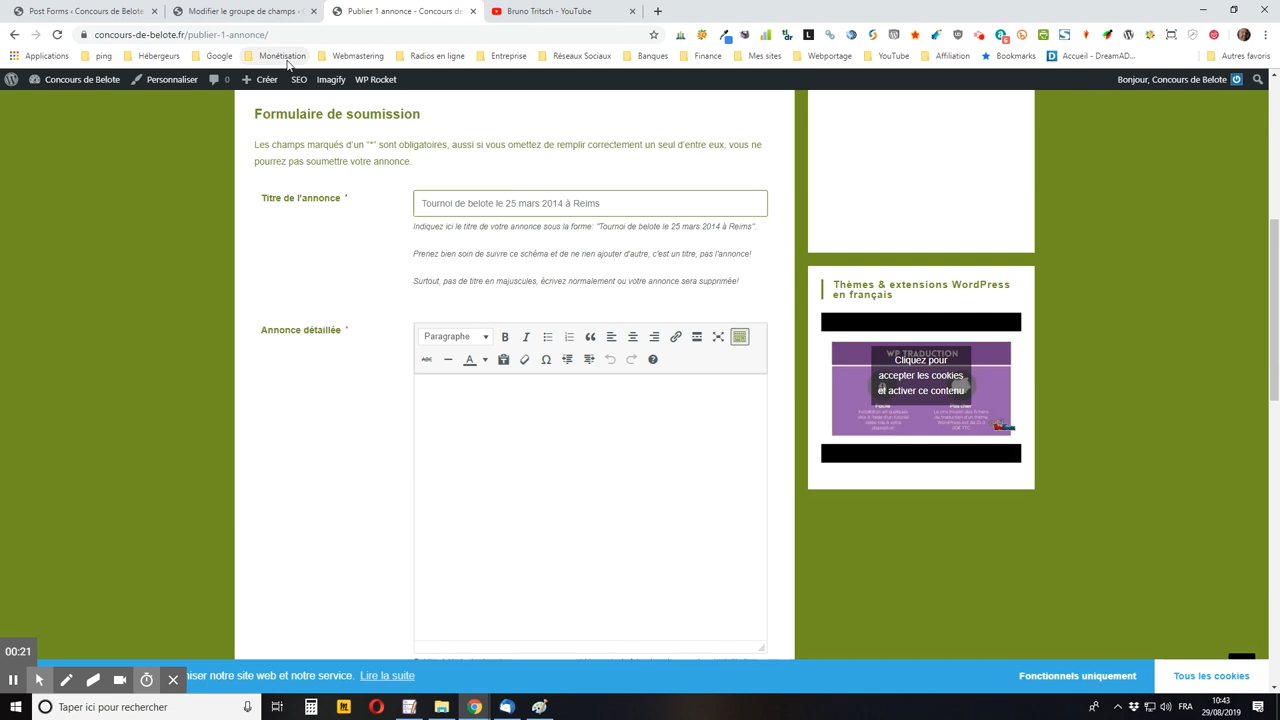 Post Forms ‹ Concours de Belote
Modifier le groupe de champs ‹ C
Publier 1 annonce - Concours de
Bruno Tritsch - YouTube
concours-de-belote.fr/publier-1-annonce/
Applications
ping
Hébergeurs
Google
Monétisation
Webmastering
Radios en ligne
Entreprise
Réseaux Sociaux
Banques
Finance
Mes sites
Webportage
YouTube
Affiliation
Bookmarks
Accueil - DreamAD...
Autres favoris
Concours de Belote
Personnaliser
0
Créer
SEO
Imagify
WP Rocket
Bonjour, Concours de Belote
Formulaire de soumission
Les champs marqués d'un "*" sont obligatoires, aussi si vous omettez de remplir correctement un seul d'entre eux, vous ne
pourrez pas soumettre votre annonce.
Titre de l'annonce *
Tournoi de belote le 25 mars 2014 à Reims
Indiquez ici le titre de votre annonce sous la forme: "Tournoi de belote le 25 mars 2014 à Reims".
Prenez bien soin de suivre ce schéma et de ne rien ajouter d'autre, c'est un titre, pas l'annonce!
Surtout, pas de titre en majuscules, écrivez normalement ou votre annonce sera supprimée!
Annonce détaillée *
Paragraphe
Thèmes & extensions WordPress
en français
WP TRADUCTION
Cliquez pour
accepter les cookies
et activer ce contenu
00:21
iser notre site web et notre service. Lire la suite
Fonctionnels uniquement
Tous les cookies
Taper ici pour rechercher
FRA
10:43
29/08/2019